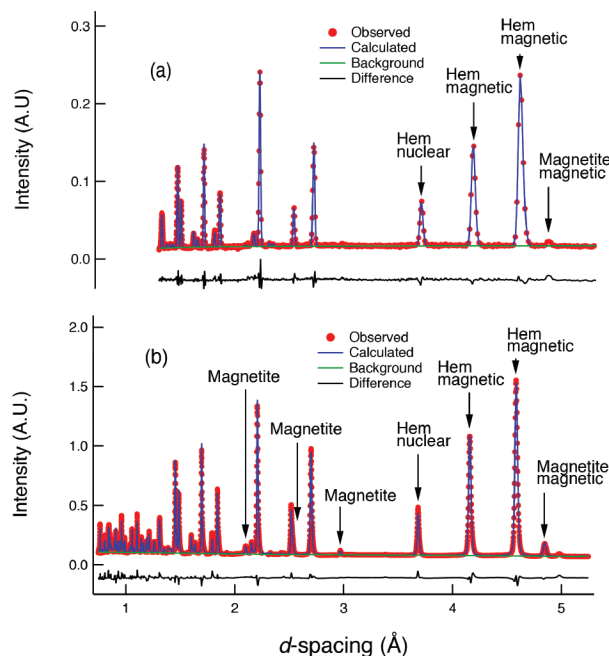 Observed
Calculated
Background
Difference
(a)
Hem
magnetic
Hem
magnetic
Hem
nuclear
Magnetite
magnetic
Intensity (A.U)
0.3
0.2
0.1
0.0
Observed
Calculated
Background
Difference
(b)
Hem
magnetic
Hem
magnetic
Hem
nuclear
Magnetite
Magnetite
Magnetite
Magnetite
magnetic
Intensity (A.U.)
2.0
1.5
1.0
0.5
0.0
1 2 3 4 5
d-spacing (Å)